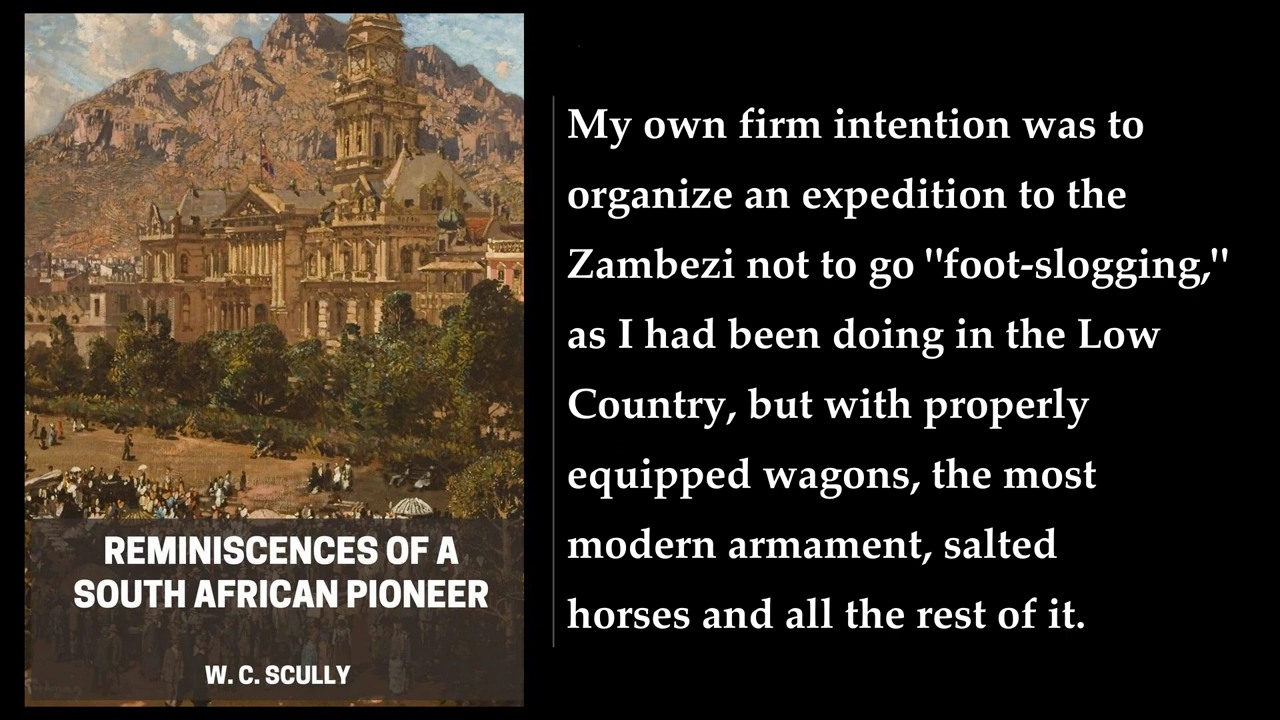 REMINISCENCES OF A
SOUTH AFRICAN PIONEER
W. C. SCULLY
My own firm intention was to
organize an expedition to the
Zambezi not to go "foot-slogging,"
as I had been doing in the Low
Country, but with properly
equipped wagons, the most
modern armament, salted
horses and all the rest of it.